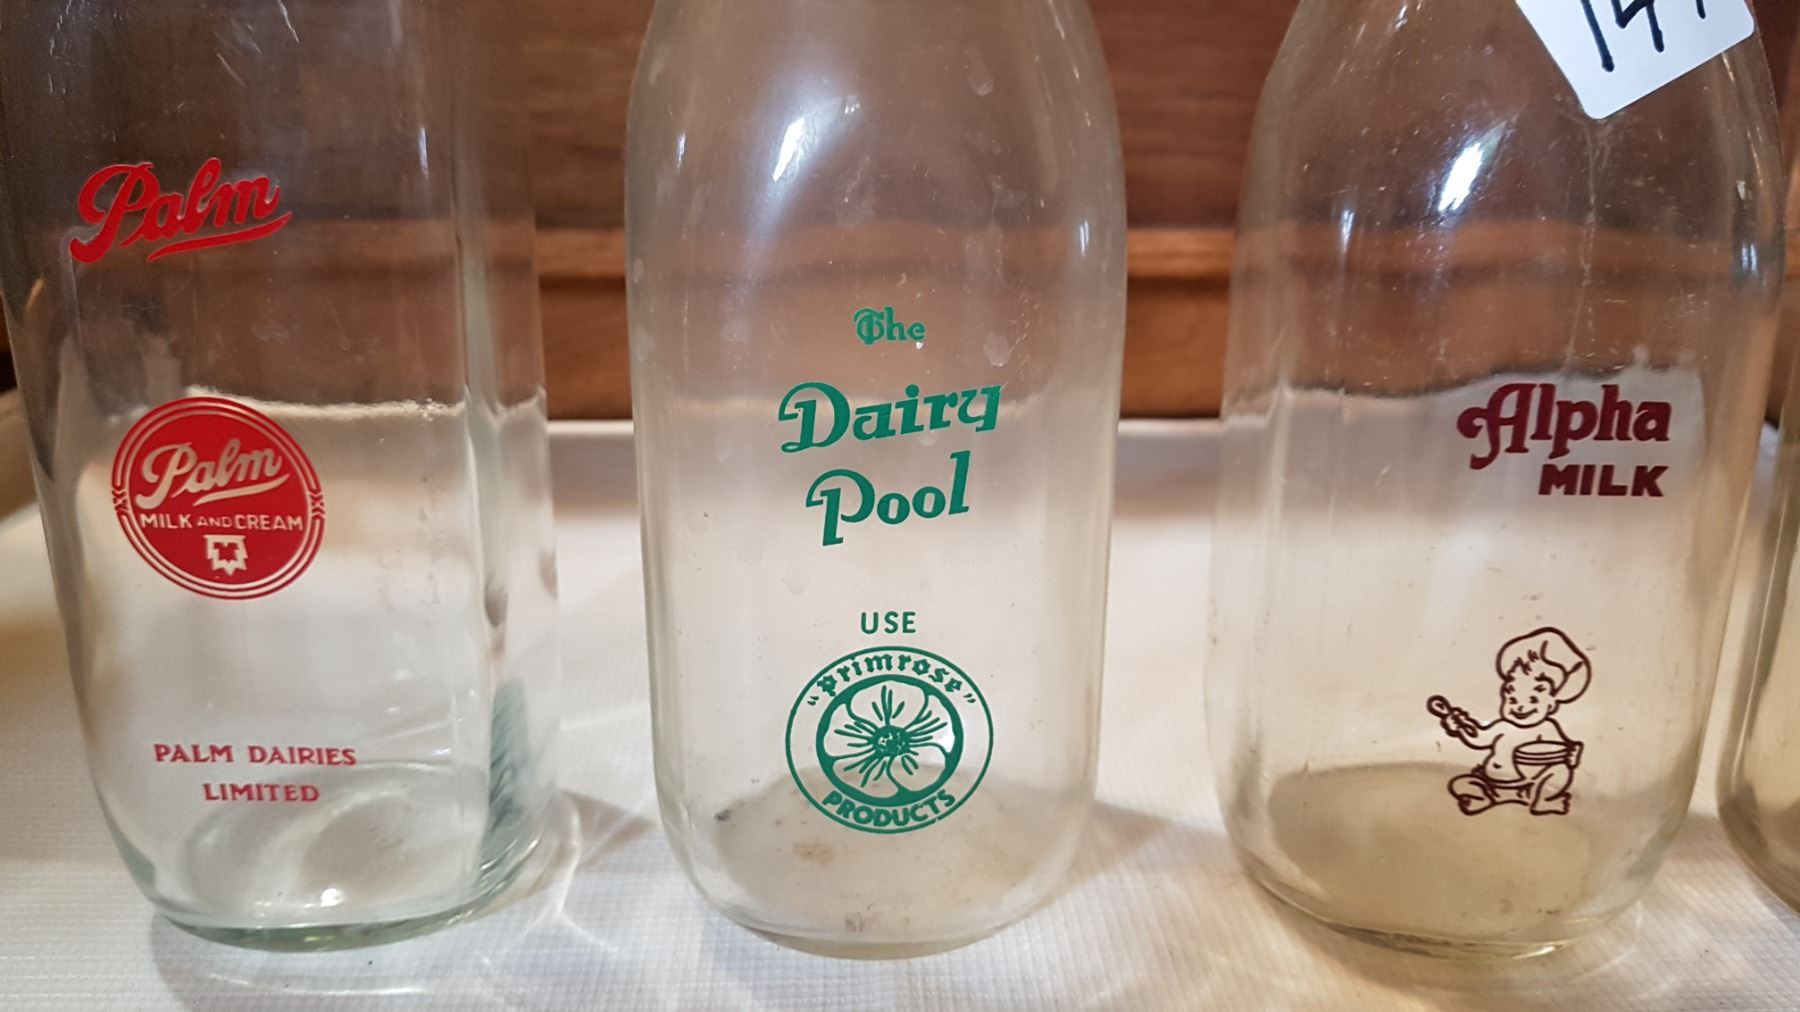 Palm
Palm
MILK AND CREAM
PALM DAIRIES
LIMITED
The
Dairy
Pool
USE
"Primrose"
PRODUCTS
Alpha
MILK